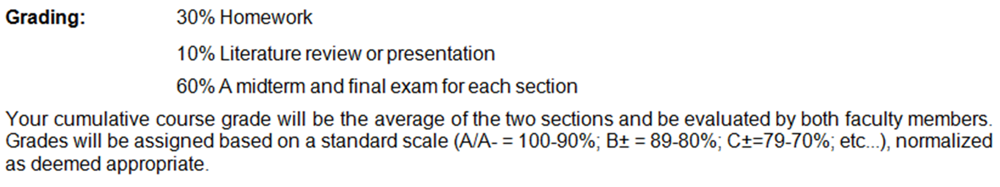 Grading: 30% Homework
10% Literature review or presentation
60% A midterm and final exam for each section
Your cumulative course grade will be the average of the two sections and be evaluated by both faculty members.
Grades will be assigned based on a standard scale (A/A- = 100-90%; B± = 89-80%; C±=79-70%; etc...), normalized
as deemed appropriate.